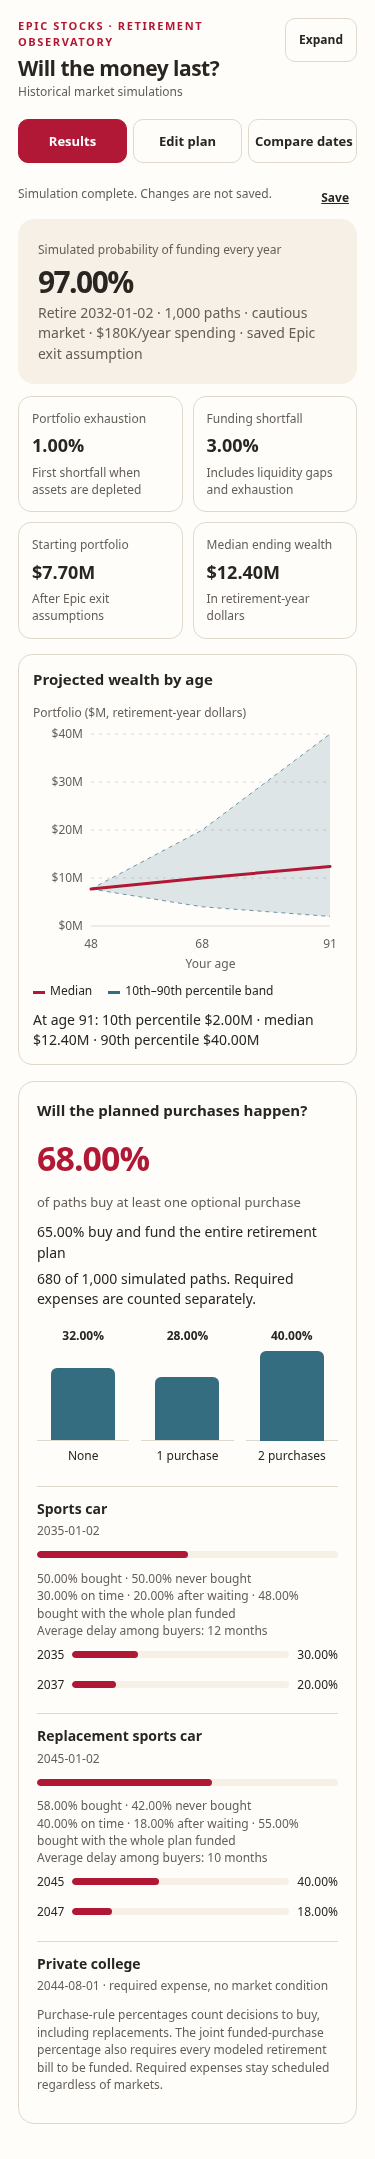 EPIC STOCKS · RETIREMENT
OBSERVATORY
Will the money last?
Historical market simulations
Expand
Results
Edit plan
Compare dates
Simulation complete. Changes are not saved.
Save
Simulated probability of funding every year
97.00%
Retire 2032-01-02 · 1,000 paths · cautious
market · $180K/year spending · saved Epic
exit assumption
Portfolio exhaustion
1.00%
First shortfall when
assets are depleted
Funding shortfall
3.00%
Includes liquidity gaps
and exhaustion
Starting portfolio
$7.70M
After Epic exit
assumptions
Median ending wealth
$12.40M
In retirement-year
dollars
Projected wealth by age
Portfolio ($M, retirement-year dollars)
$40M
$30M
$20M
$10M
$0M
48 68 91
Your age
Median 10th–90th percentile band
At age 91: 10th percentile $2.00M · median
$12.40M · 90th percentile $40.00M
Will the planned purchases happen?
68.00%
of paths buy at least one optional purchase
65.00% buy and fund the entire retirement
plan
680 of 1,000 simulated paths. Required
expenses are counted separately.
32.00% 28.00% 40.00%
None 1 purchase 2 purchases
Sports car
2035-01-02
50.00% bought · 50.00% never bought
30.00% on time · 20.00% after waiting · 48.00%
bought with the whole plan funded
Average delay among buyers: 12 months
2035 30.00%
2037 20.00%
Replacement sports car
2045-01-02
58.00% bought · 42.00% never bought
40.00% on time · 18.00% after waiting · 55.00%
bought with the whole plan funded
Average delay among buyers: 10 months
2045 40.00%
2047 18.00%
Private college
2044-08-01 · required expense, no market condition
Purchase-rule percentages count decisions to buy,
including replacements. The joint funded-purchase
percentage also requires every modeled retirement
bill to be funded. Required expenses stay scheduled
regardless of markets.